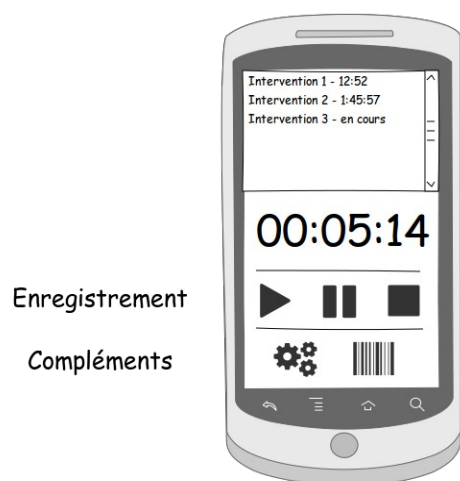 Intervention 1 - 12:52
Intervention 2 - 1:45:57
Intervention 3 - en cours
00:05:14
Enregistrement
Compléments